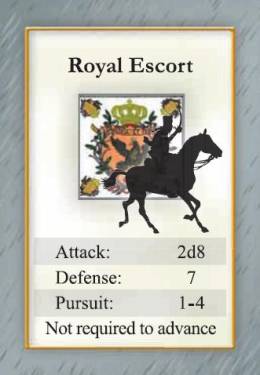 Royal Escort
Attack: 2d8
Defense: 7
Pursuit: 1-4
Not required to advance